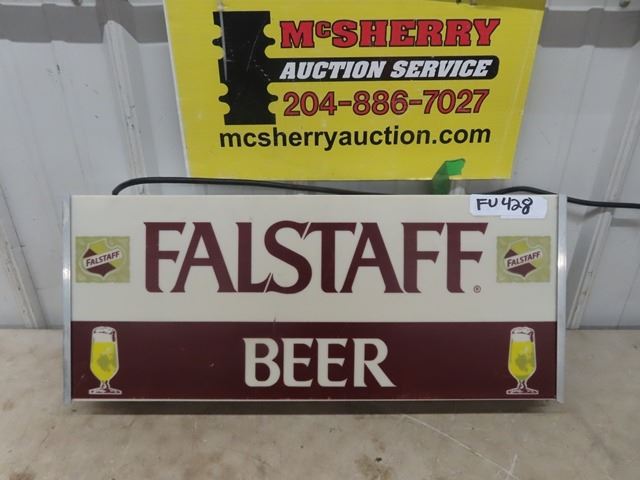 McSHERRY
AUCTION SERVICE
204-886-7027
mcsherryauction.com
FU428
FALSTAFF®
FALSTAFF
FALSTAFF
BEER